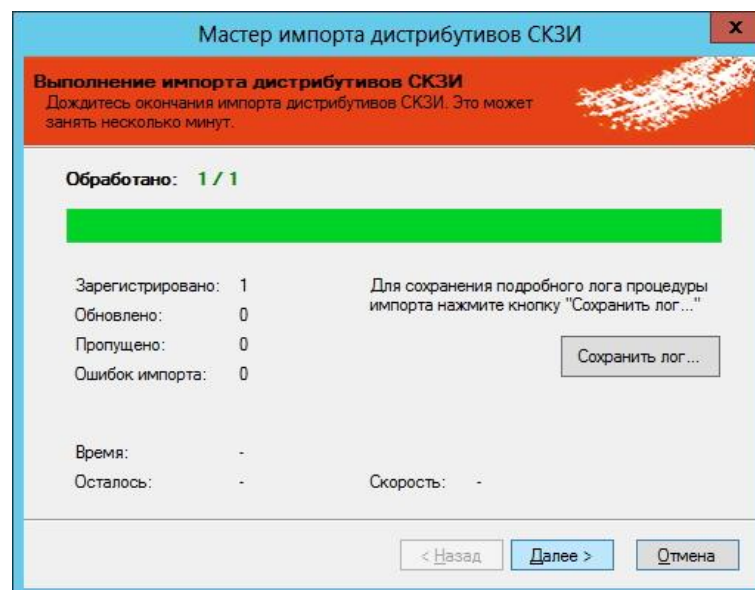 Мастер импорта дистрибутивов СКЗИ
x
Выполнение импорта дистрибутивов СКЗИ
Дождитесь окончания импорта дистрибутивов СКЗИ. Это может
занять несколько минут.
Обработано: 1 / 1
Зарегистрировано: 1
Обновлено: 0
Пропущено: 0
Ошибок импорта: 0
Для сохранения подробного лога процедуры
импорта нажмите кнопку "Сохранить лог..."
Сохранить лог...
Время: -
Осталось: -
Скорость: -
< Назад
Далее >
Отмена